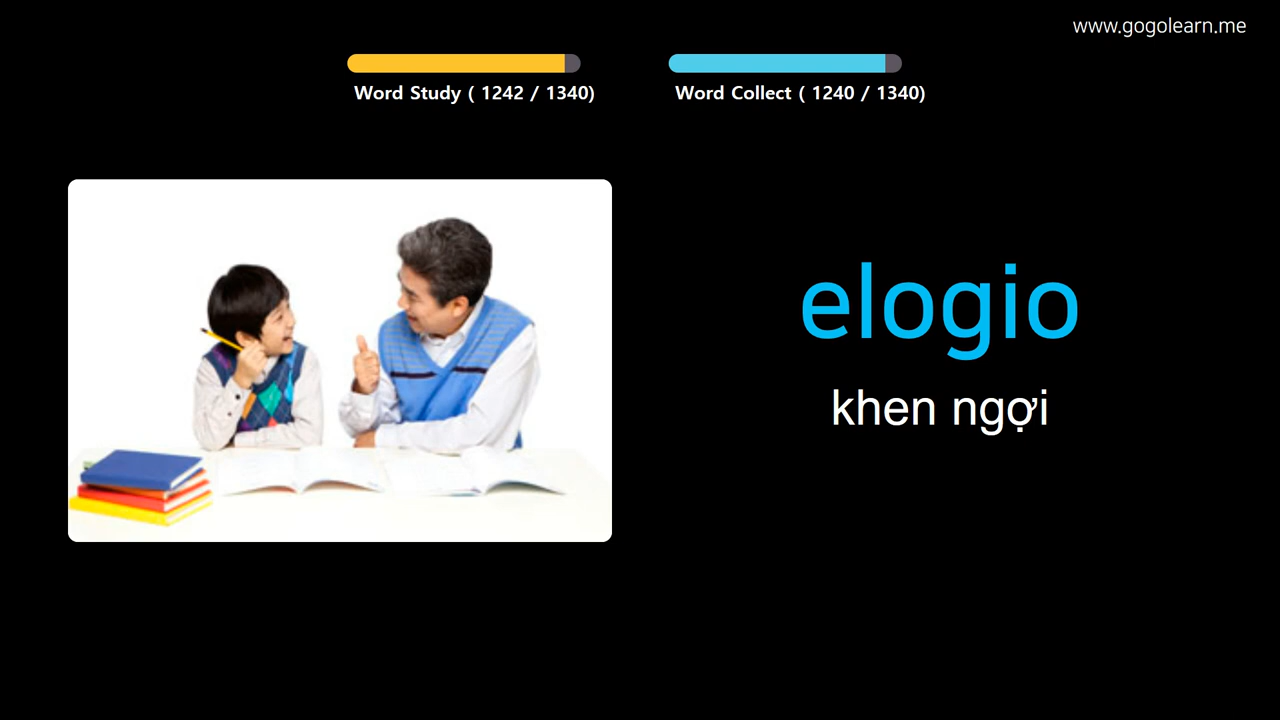 www.gogolearn.me
Word Study ( 1242 / 1340)
Word Collect ( 1240 / 1340)
elogio
khen ngợi